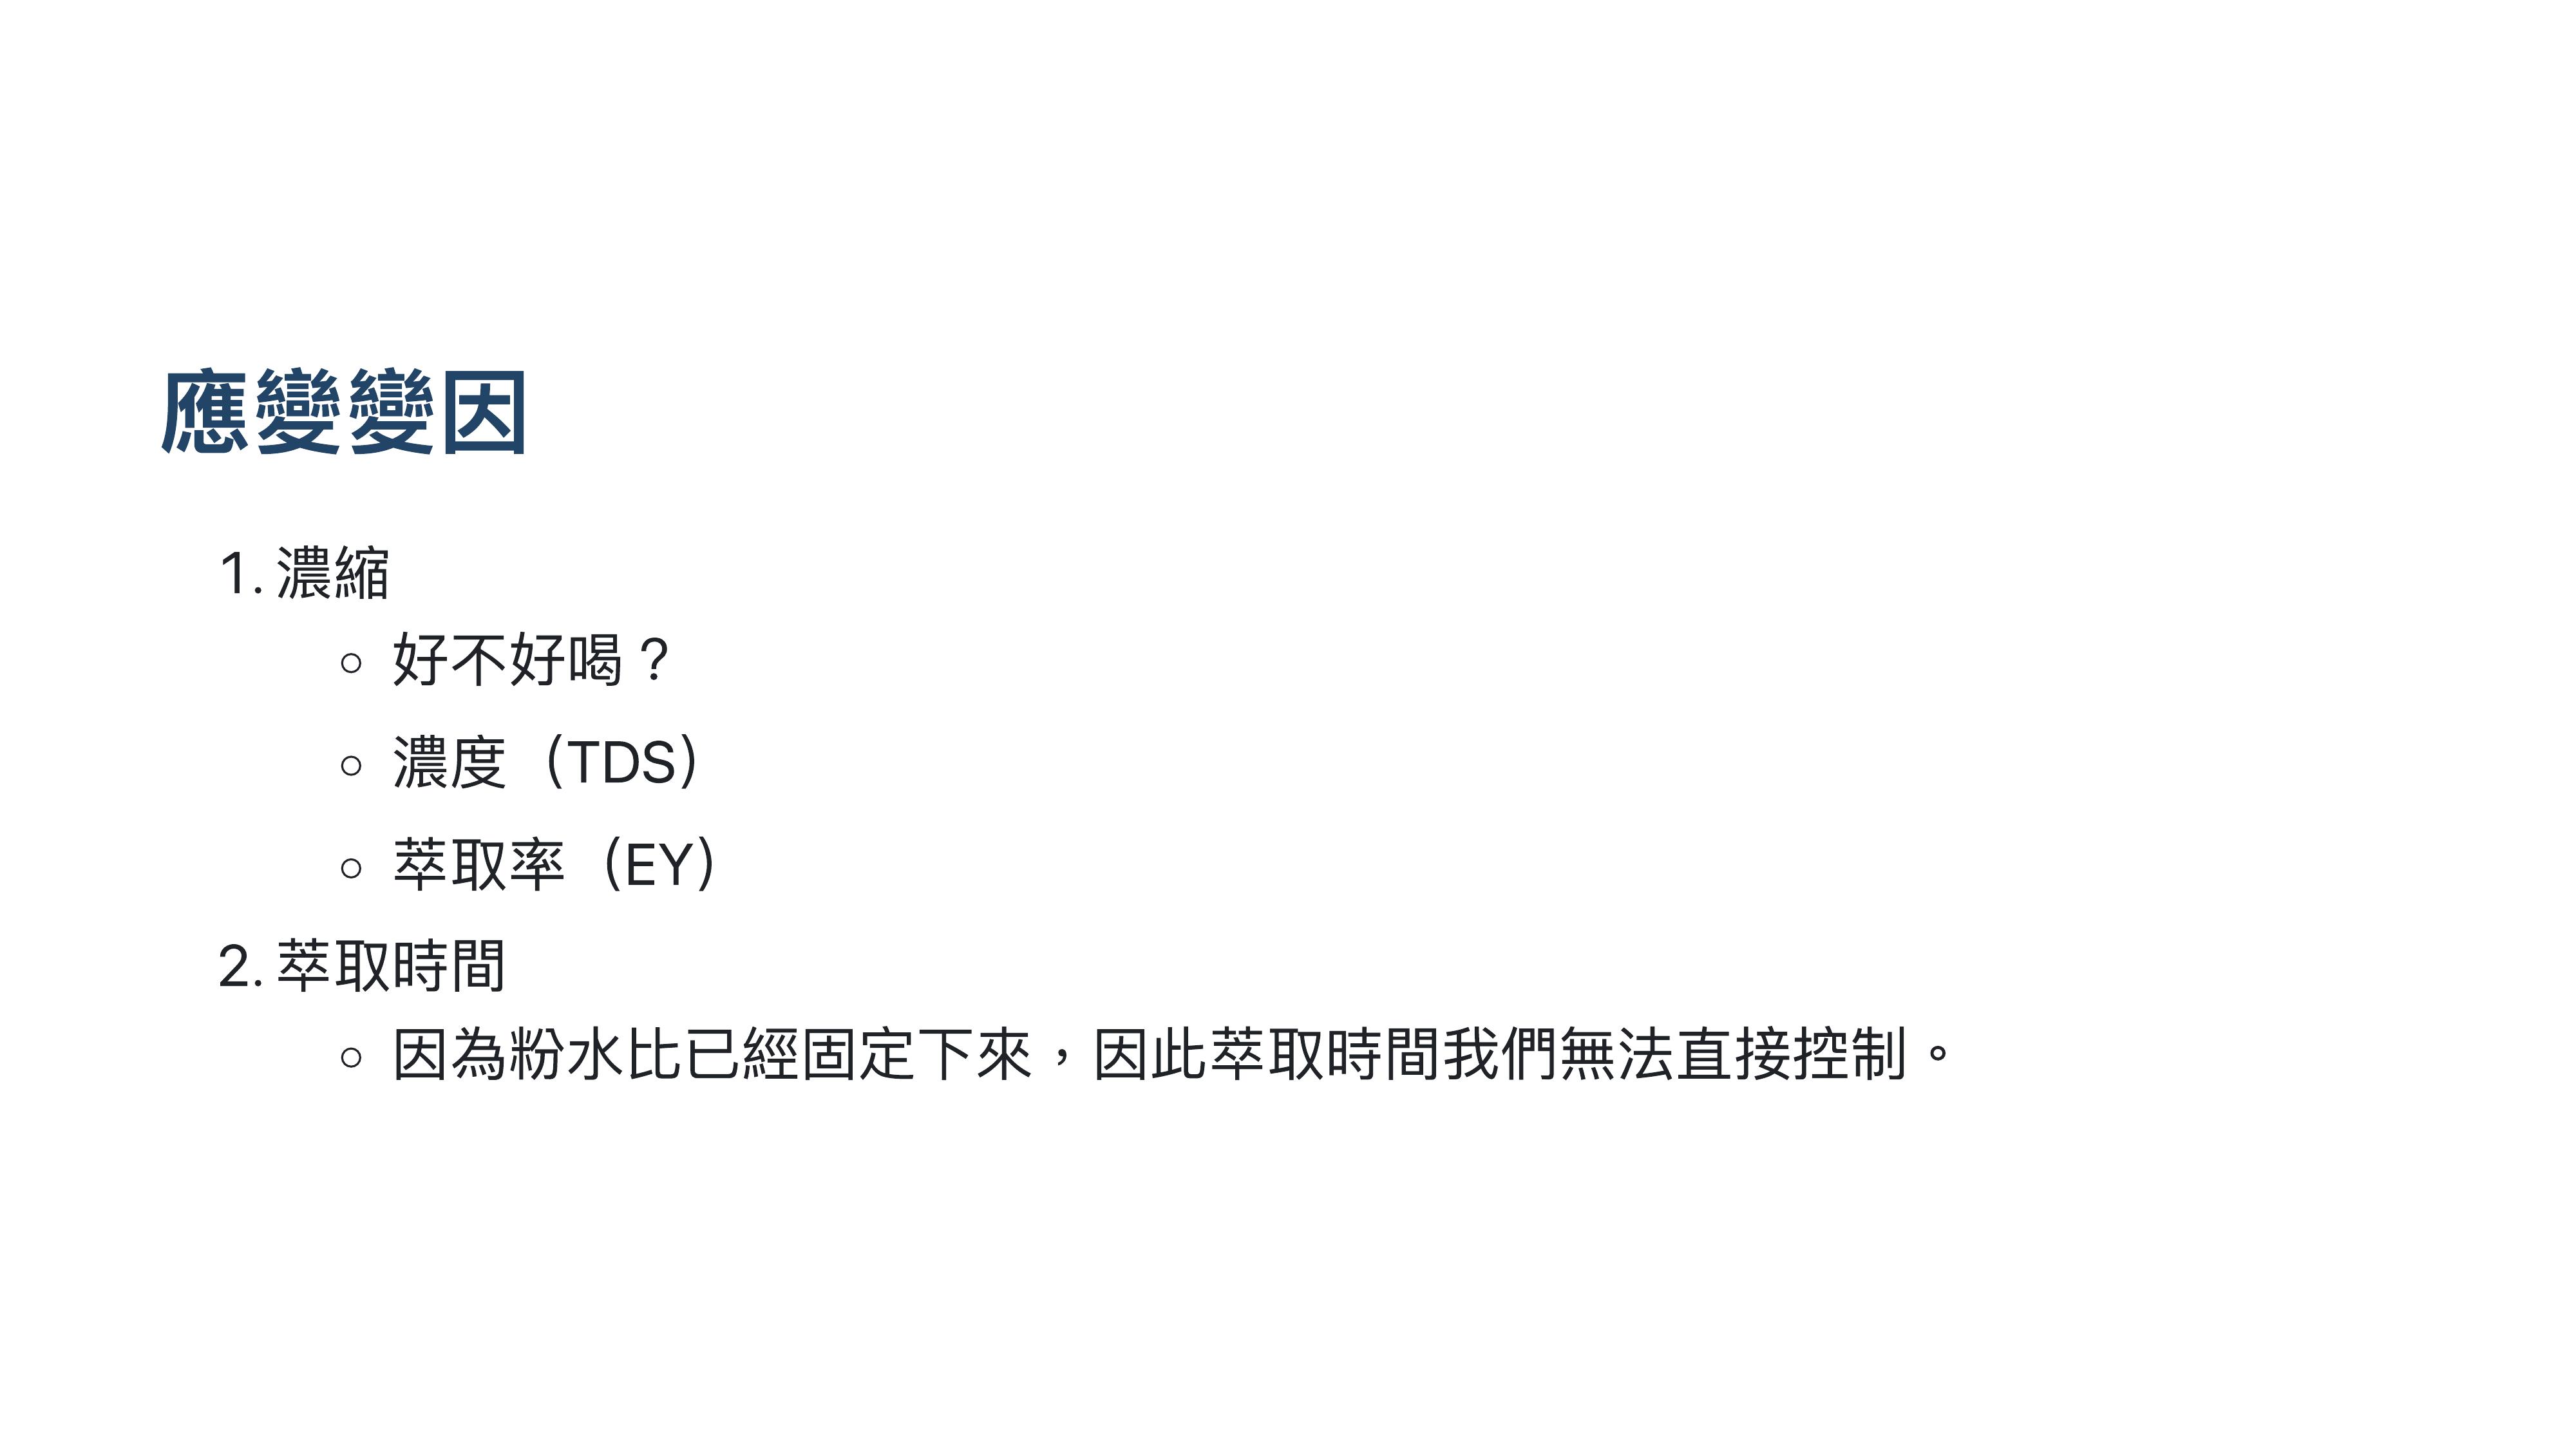 應變變因
1. 濃縮
○ 好不好喝？
○ 濃度（TDS）
○ 萃取率（EY）
2. 萃取時間
○ 因為粉水比已經固定下來，因此萃取時間我們無法直接控制。